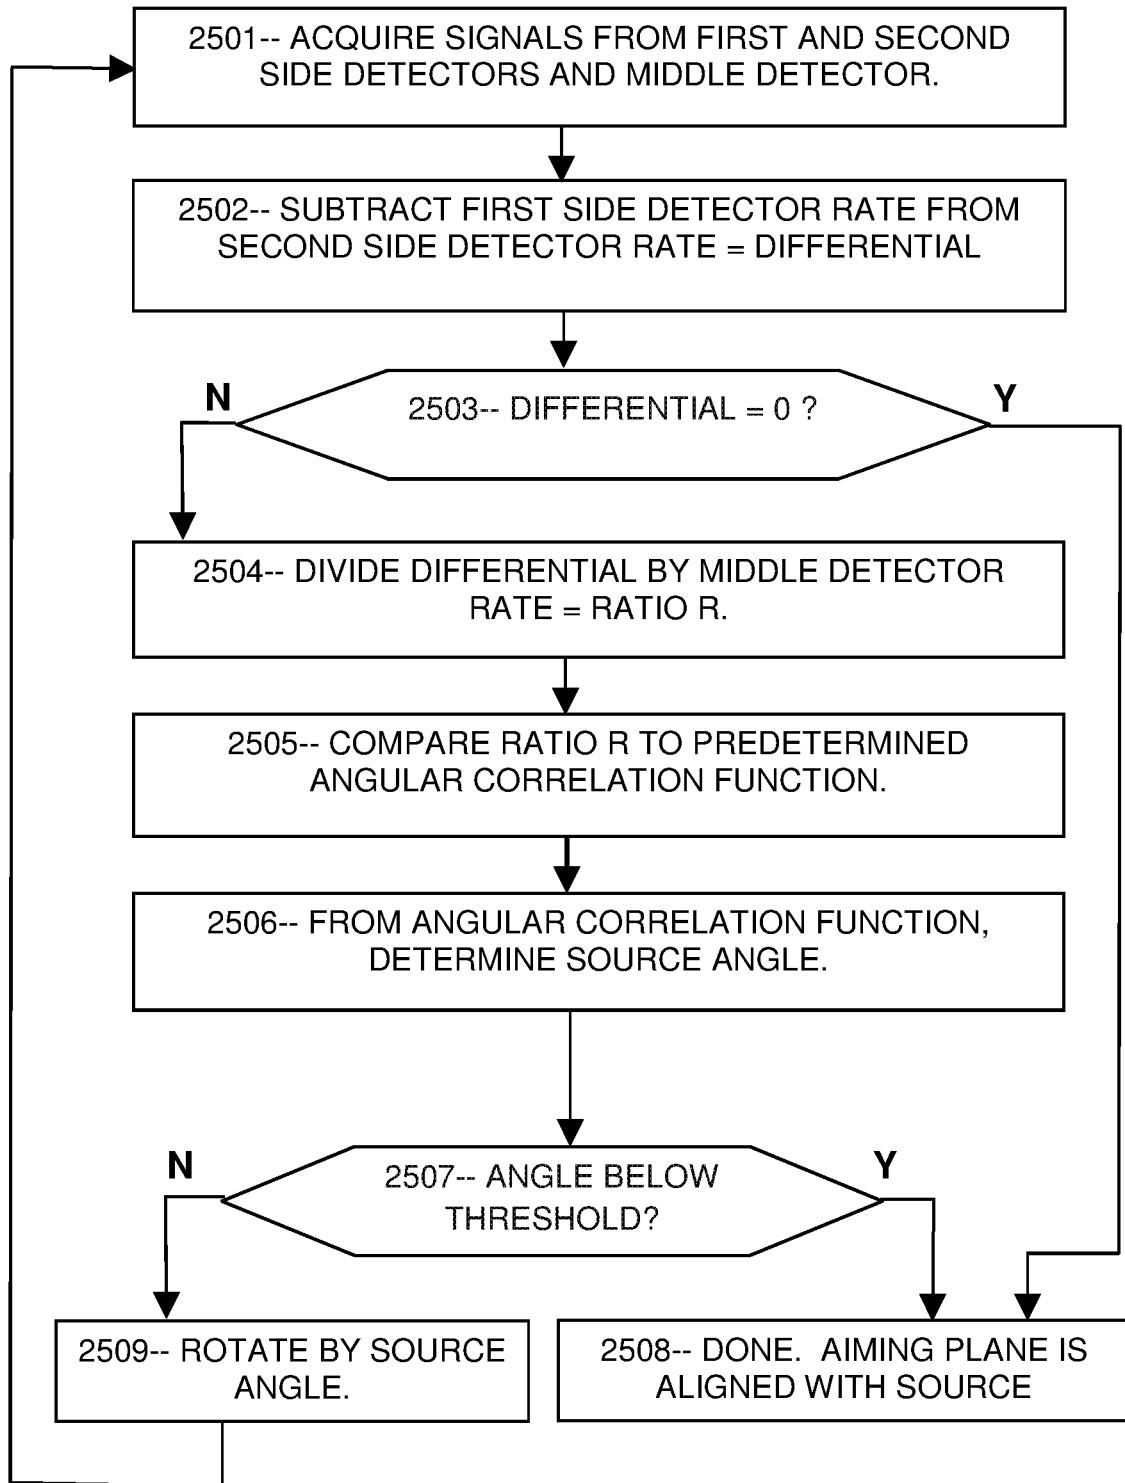 2501-- ACQUIRE SIGNALS FROM FIRST AND SECOND
SIDE DETECTORS AND MIDDLE DETECTOR.
2502-- SUBTRACT FIRST SIDE DETECTOR RATE FROM
SECOND SIDE DETECTOR RATE = DIFFERENTIAL
N
2503-- DIFFERENTIAL = 0 ?
Y
2504-- DIVIDE DIFFERENTIAL BY MIDDLE DETECTOR
RATE = RATIO R.
2505-- COMPARE RATIO R TO PREDETERMINED
ANGULAR CORRELATION FUNCTION.
2506-- FROM ANGULAR CORRELATION FUNCTION,
DETERMINE SOURCE ANGLE.
N
2507-- ANGLE BELOW
THRESHOLD?
Y
2509-- ROTATE BY SOURCE
ANGLE.
2508-- DONE.  AIMING PLANE IS
ALIGNED WITH SOURCE